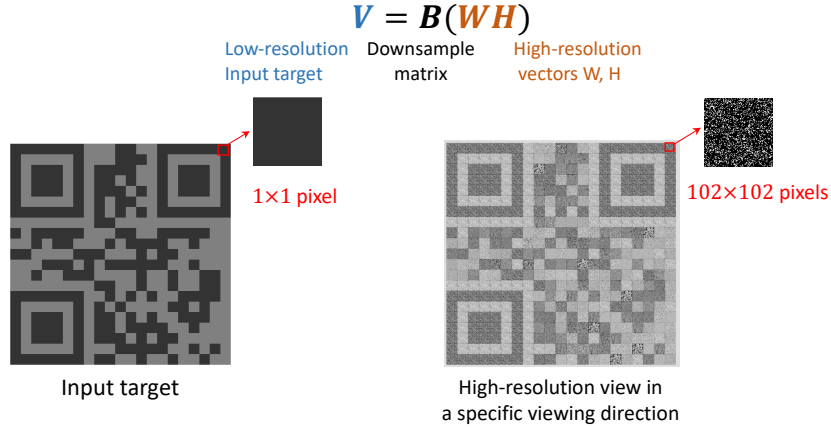 V = B(WH)
Low-resolution Input target
Downsample matrix
High-resolution vectors W, H
1×1 pixel
102×102 pixels
Input target
High-resolution view in
a specific viewing direction